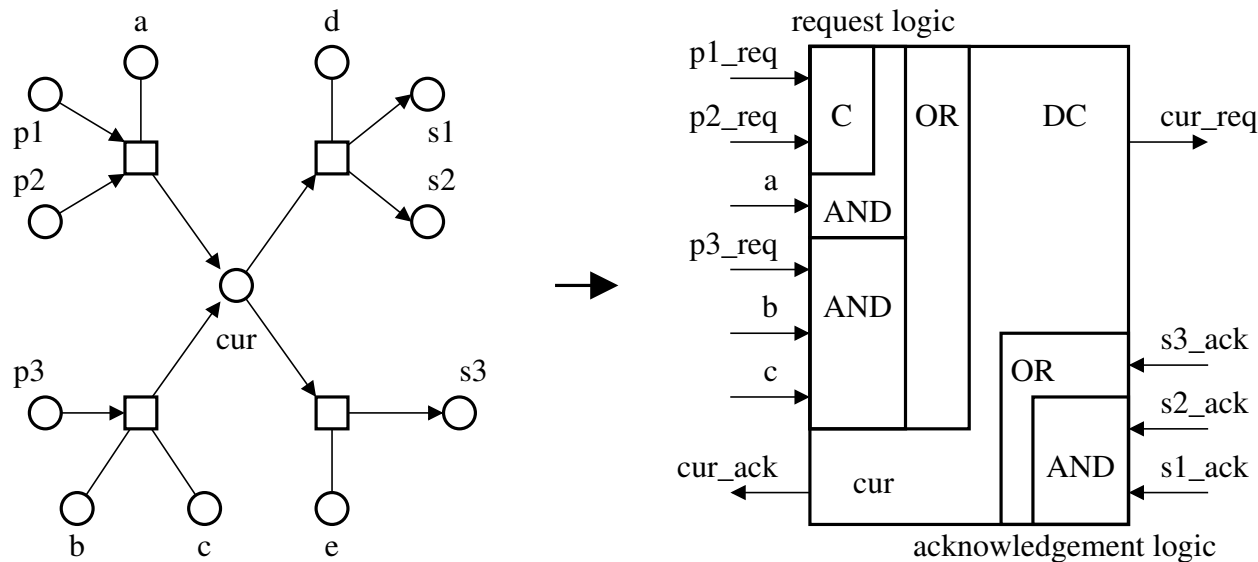 a
d
p1
p2
s1
s2
cur
p3
s3
b
c
e
request logic
p1_req
p2_req
a
p3_req
b
c
cur_ack
C
OR
DC
AND
AND
cur
OR
AND
cur_req
s3_ack
s2_ack
s1_ack
acknowledgement logic